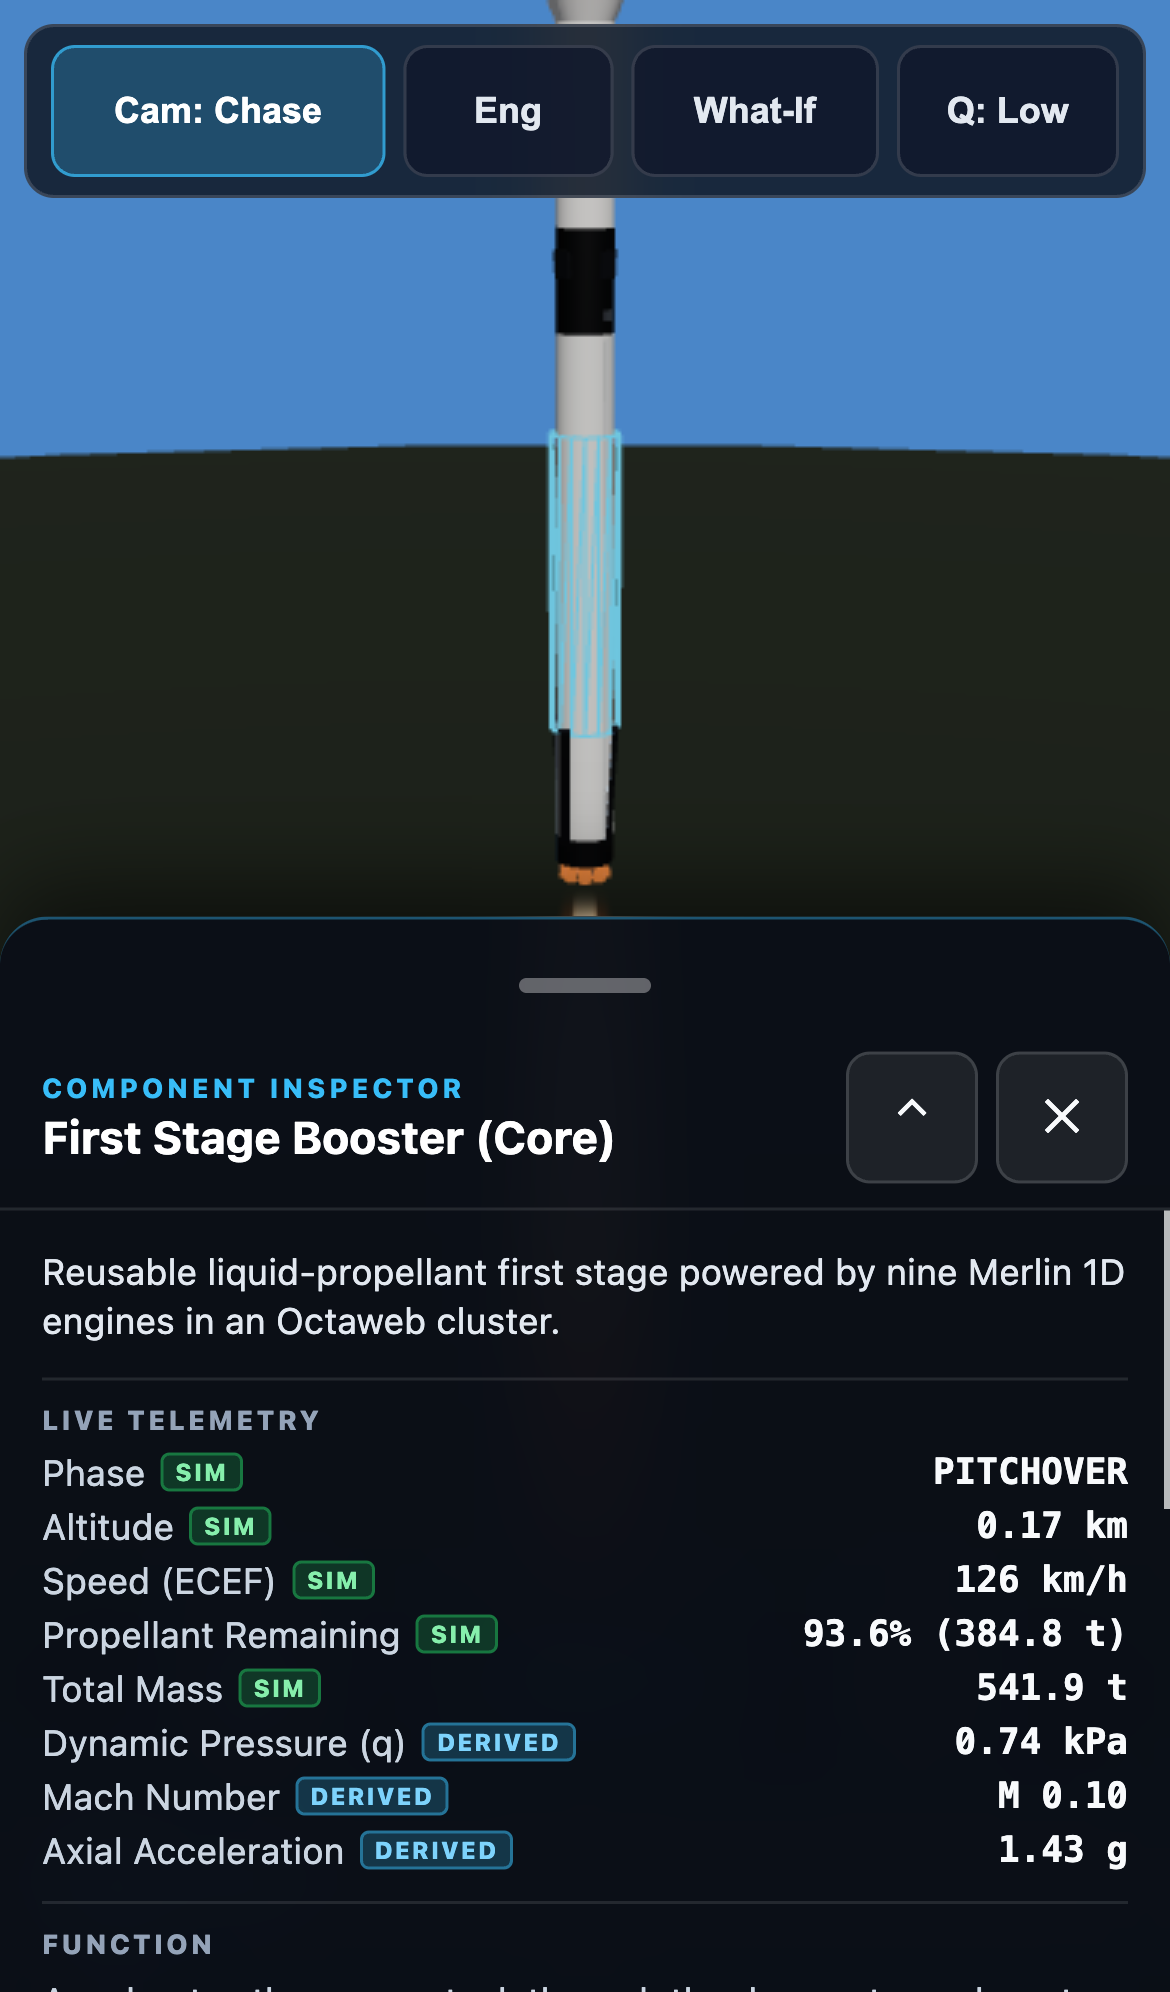 Cam: Chase
Eng
What-If
Q: Low
COMPONENT INSPECTOR
First Stage Booster (Core)
Reusable liquid-propellant first stage powered by nine Merlin 1D
engines in an Octaweb cluster.
LIVE TELEMETRY
Phase SIM PITCHOVER
Altitude SIM 0.17 km
Speed (ECEF) SIM 126 km/h
Propellant Remaining SIM 93.6% (384.8 t)
Total Mass SIM 541.9 t
Dynamic Pressure (q) DERIVED 0.74 kPa
Mach Number DERIVED M 0.10
Axial Acceleration DERIVED 1.43 g
FUNCTION